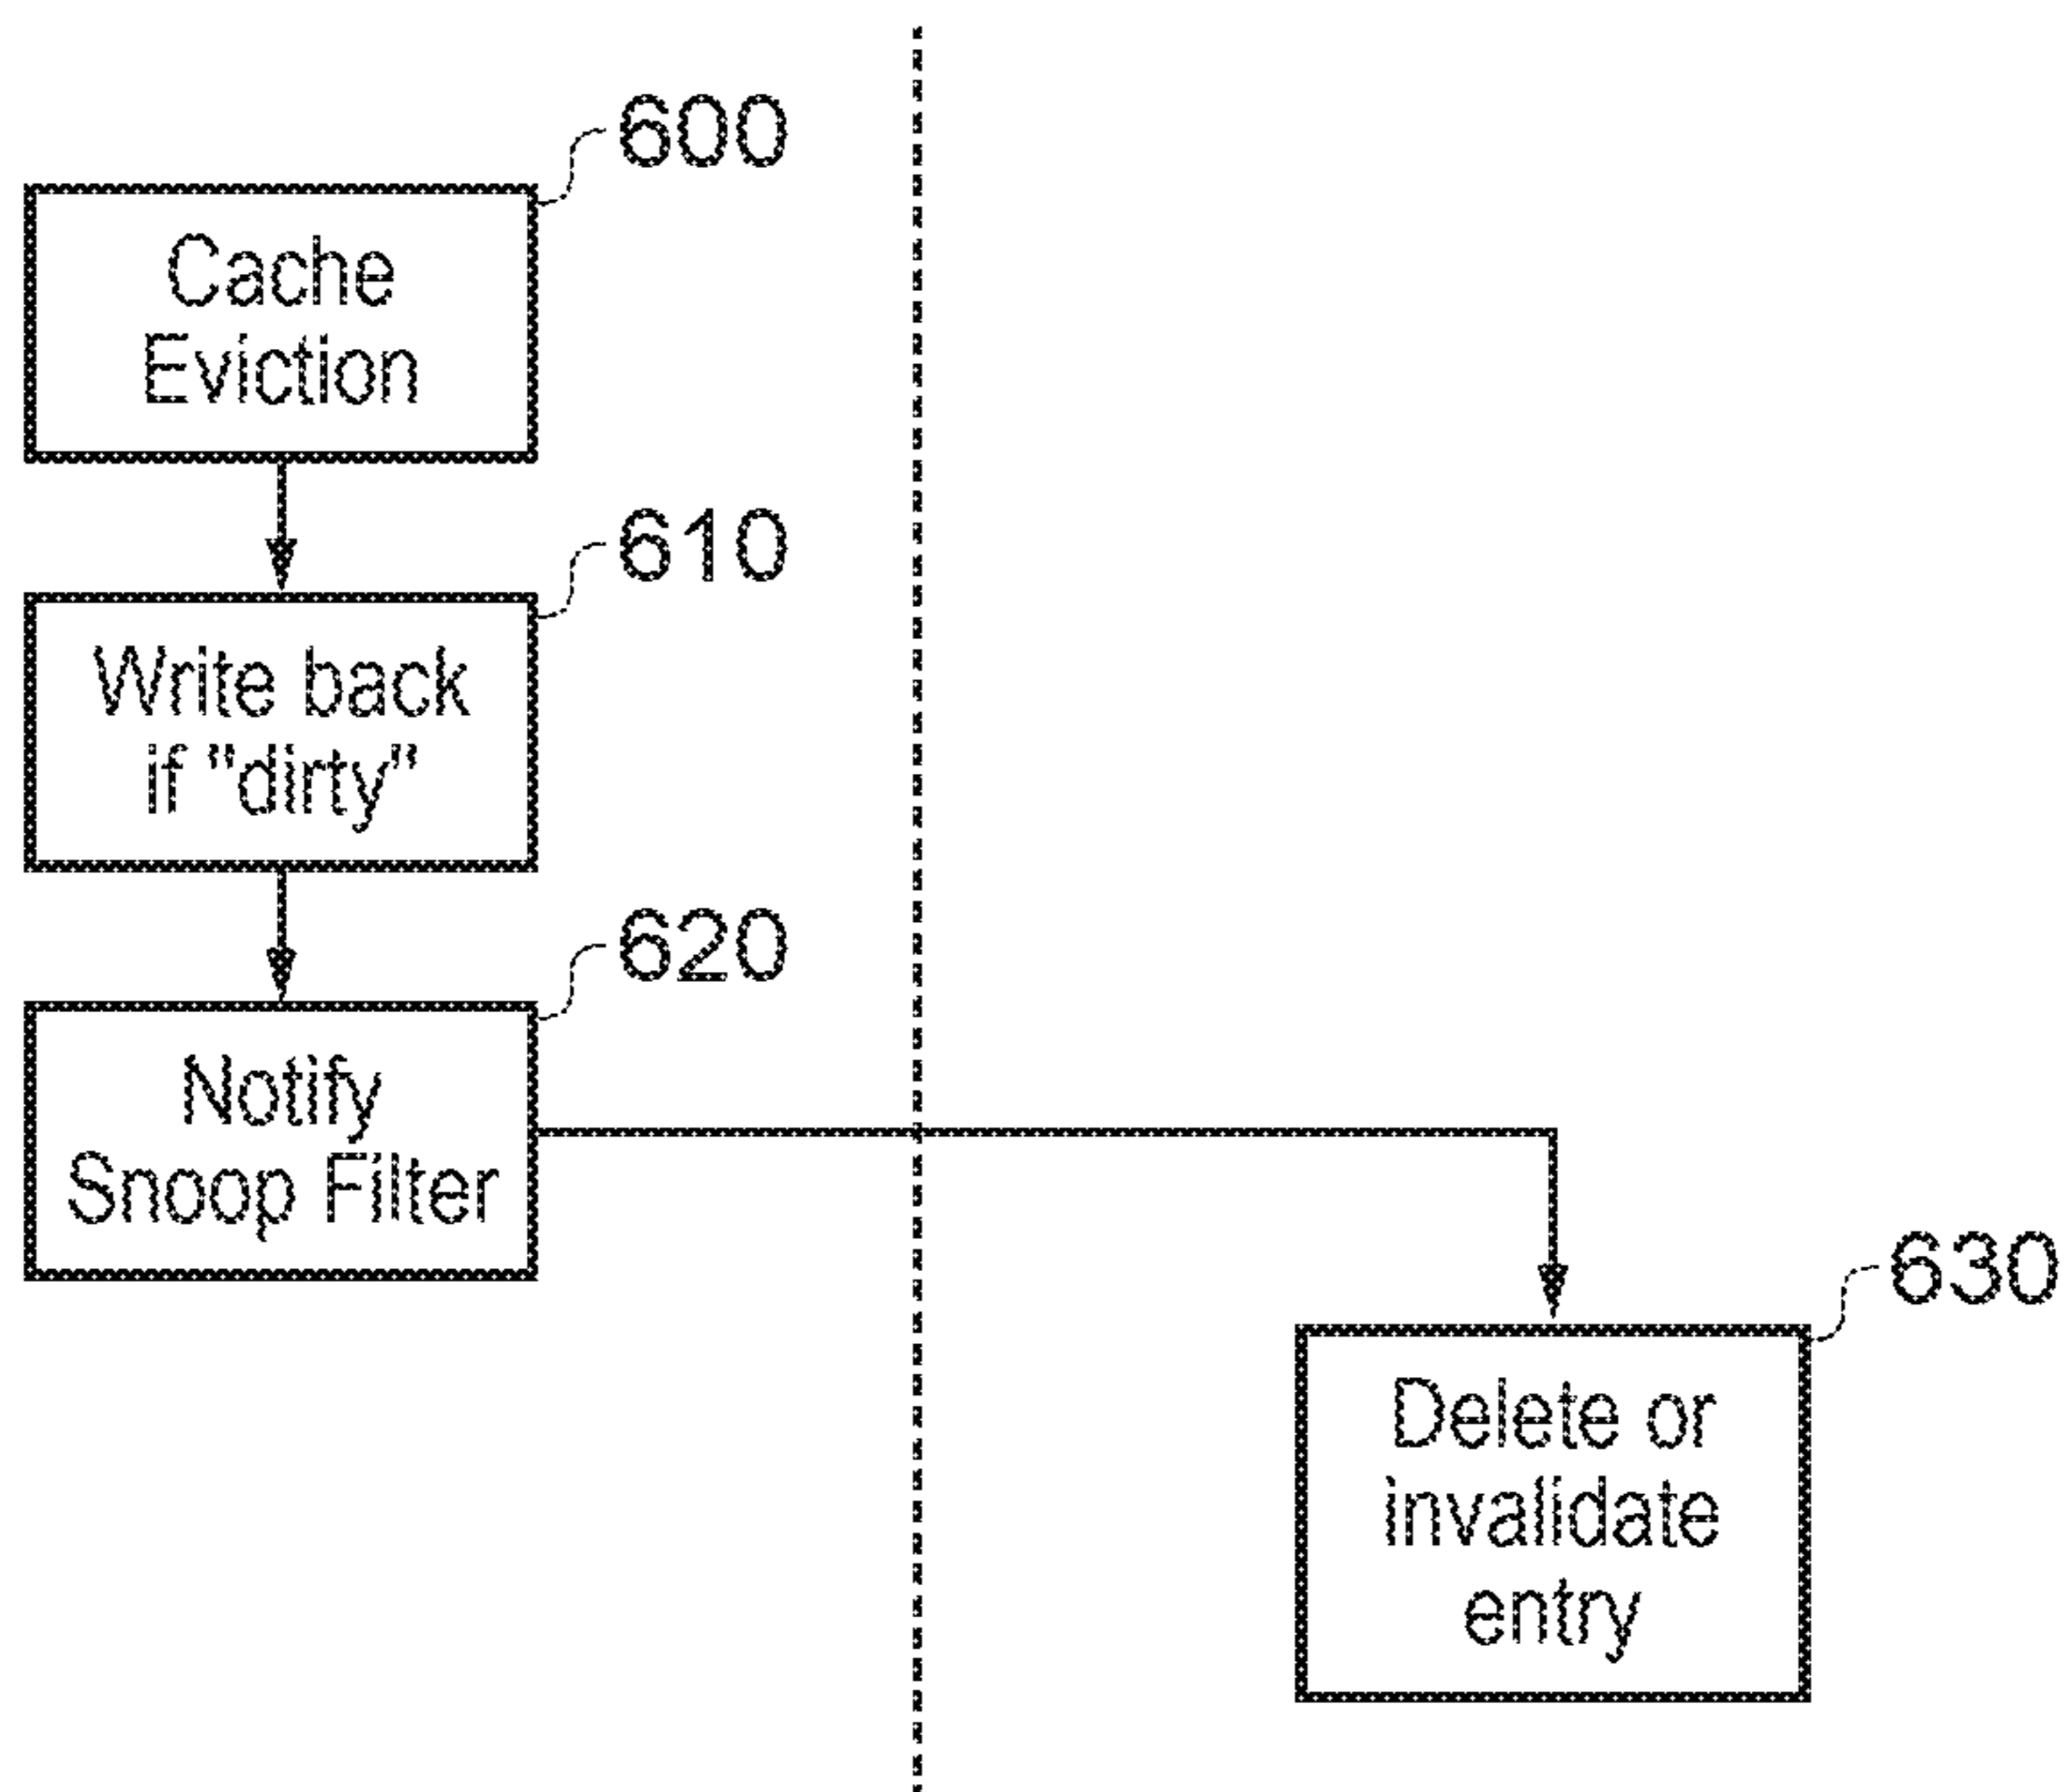 600
Cache
Eviction
610
Write back
if "dirty"
620
Notify
Snoop Filter
630
Delete or
invalidate
entry